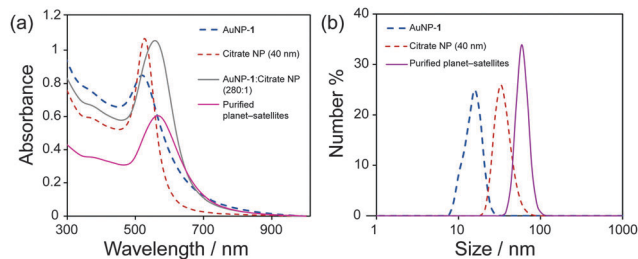 (a)
AuNP-1
Citrate NP (40 nm)
AuNP-1:Citrate NP
(280:1)
Purified
planet–satellites
1.2
1
0.8
0.6
0.4
0.2
0
Absorbance
300
500
700
900
Wavelength / nm
(b)
AuNP-1
Citrate NP (40 nm)
Purified planet–satellites
40
30
20
10
0
Number %
1
10
100
1000
Size / nm